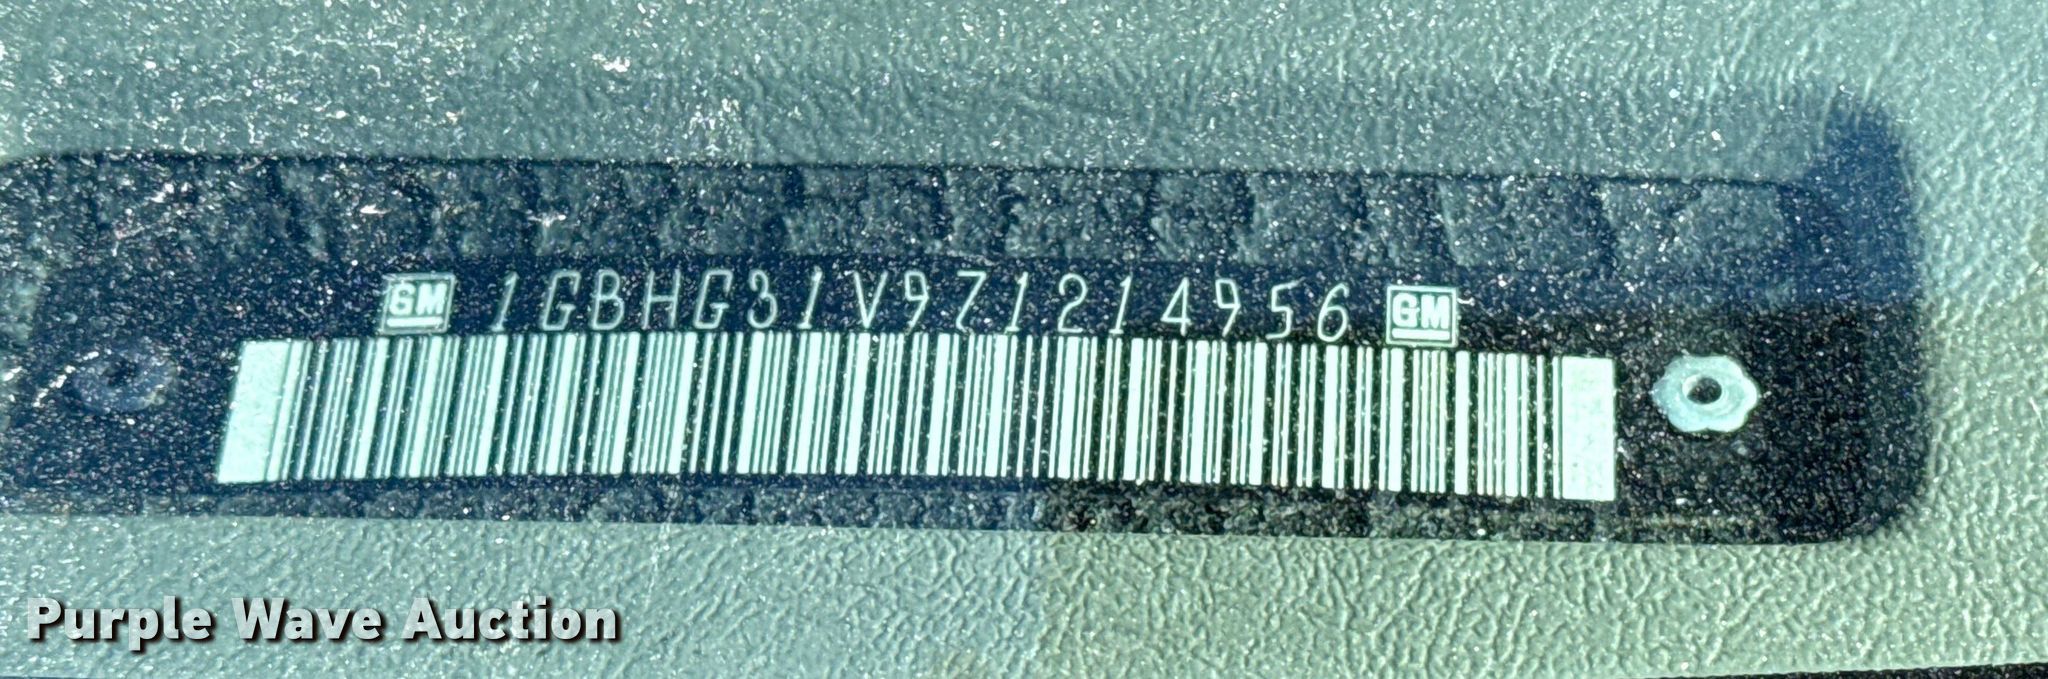 GM 1GBHG31V971214956 GM
Purple Wave Auction